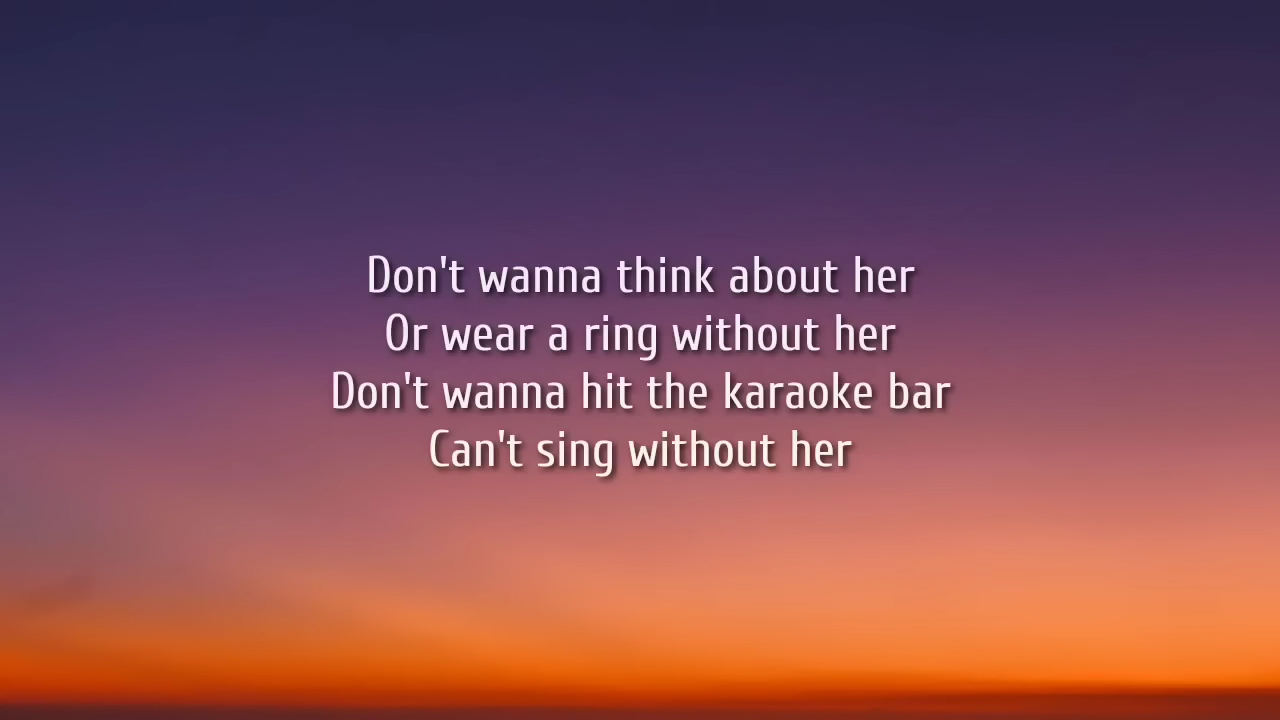 Don't wanna think about her
Or wear a ring without her
Don't wanna hit the karaoke bar
Can't sing without her